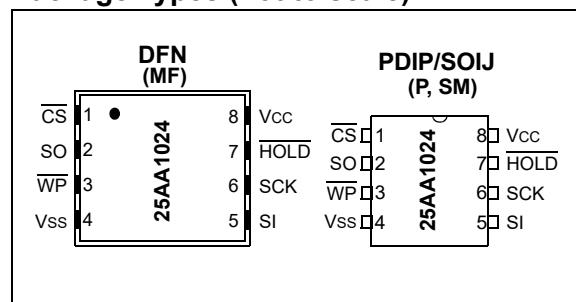 DFN
(MF)
CS 1 8 VCC
SO 2 7 HOLD
WP 3 6 SCK
VSS 4 5 SI
25AA1024
PDIP/SOIJ
(P, SM)
CS 1 8 VCC
SO 2 7 HOLD
WP 3 6 SCK
VSS 4 5 SI
25AA1024